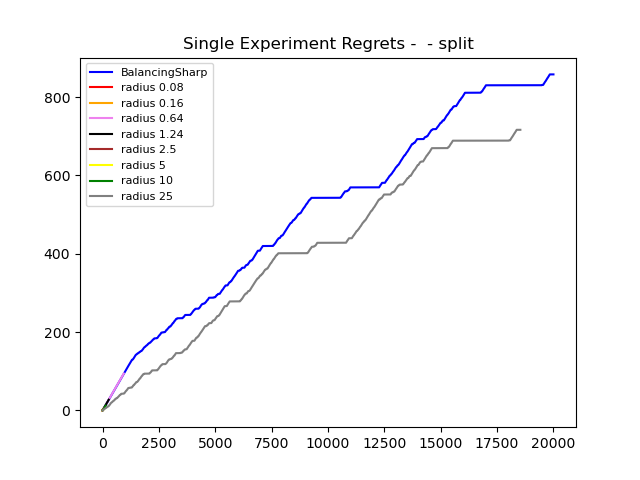 Single Experiment Regrets -  - split
BalancingSharp
radius 0.08
radius 0.16
radius 0.64
radius 1.24
radius 2.5
radius 5
radius 10
radius 25
800
600
400
200
0
0 2500 5000 7500 10000 12500 15000 17500 20000